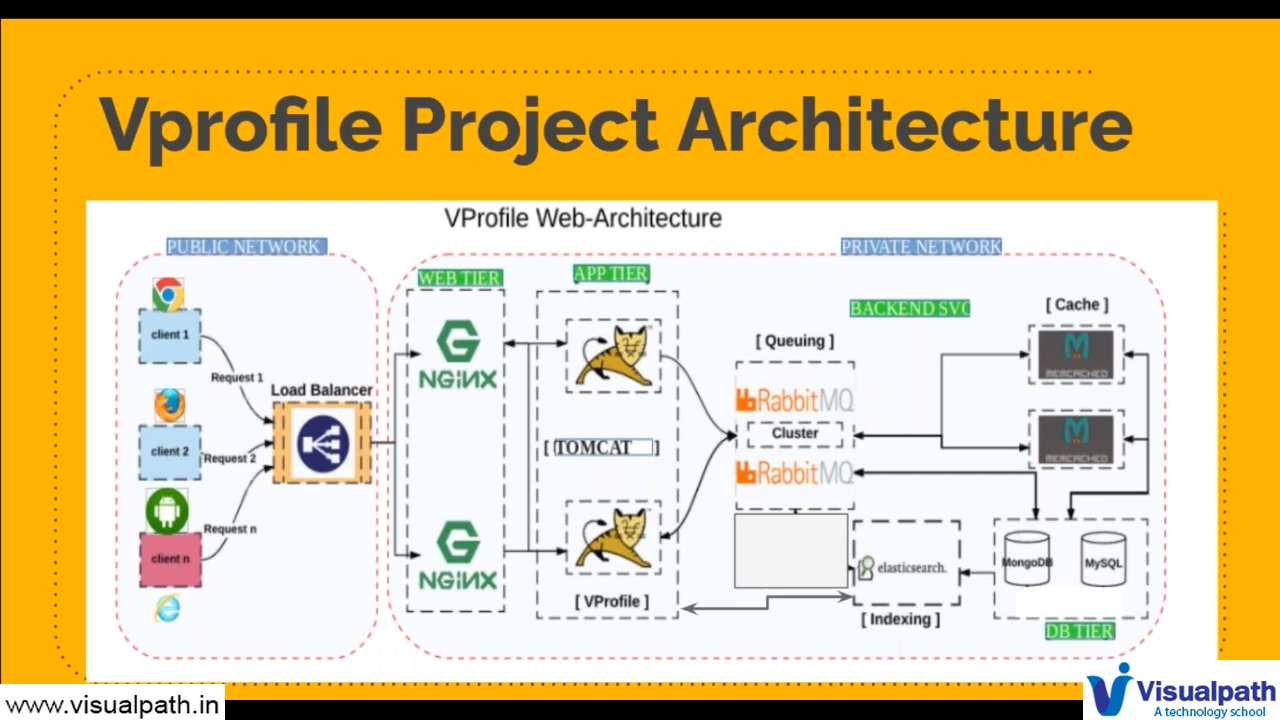 Vprofile Project Architecture
VProfile Web-Architecture
PUBLIC NETWORK
PRIVATE NETWORK
WEB TIER
APP TIER
BACKEND SVC
[ Cache ]
client 1
Request 1
Load Balancer
client 2
Request 2
Request n
client n
NGINX
NGINX
[ TOMCAT ]
[ VProfile ]
[ Queuing ]
RabbitMQ
Cluster
RabbitMQ
MEMCACHED
MEMCACHED
elasticsearch.
[ Indexing ]
MongoDB
MySQL
DB TIER
www.visualpath.in
Visualpath
A technology school